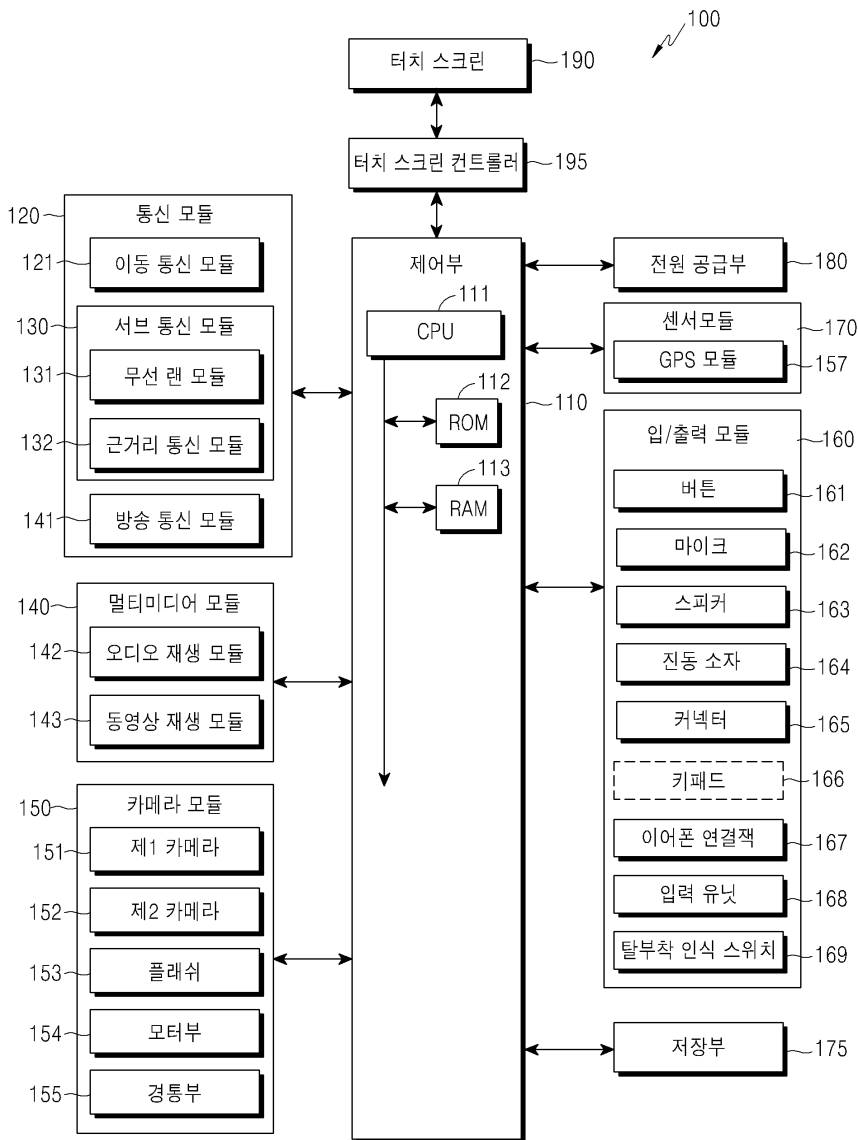 100
터치 스크린
190
터치 스크린 컨트롤러
195
120
통신 모듈
121
이동 통신 모듈
130
서브 통신 모듈
131
무선 랜 모듈
132
근거리 통신 모듈
141
방송 통신 모듈
140
멀티미디어 모듈
142
오디오 재생 모듈
143
동영상 재생 모듈
150
카메라 모듈
151
제1 카메라
152
제2 카메라
153
플래쉬
154
모터부
155
경통부
제어부
111
CPU
112
ROM
113
RAM
110
전원 공급부
180
센서모듈
170
GPS 모듈
157
입/출력 모듈
160
버튼
161
마이크
162
스피커
163
진동 소자
164
커넥터
165
키패드
166
이어폰 연결잭
167
입력 유닛
168
탈부착 인식 스위치
169
저장부
175